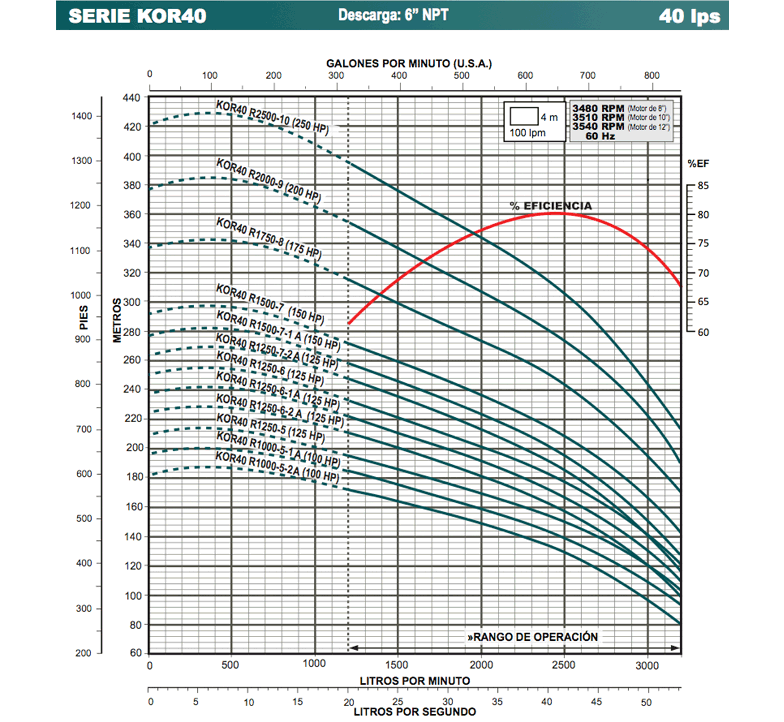 SERIE KOR40 Descarga: 6” NPT 40 lps
GALONES POR MINUTO (U.S.A.)
0 100 200 300 400 500 600 700 800
3480 RPM (Motor de 8")
3510 RPM (Motor de 10")
3540 RPM (Motor de 12")
60 Hz
4 m
100 lpm
%EF
85
80
75
70
65
60
% EFICIENCIA
PIES
1400
1300
1200
1100
1000
900
800
700
600
500
400
300
200
METROS
440
420
400
380
360
340
320
300
280
260
240
220
200
180
160
140
120
100
80
60
KOR40 R2500-10 (250 HP)
KOR40 R2000-9 (200 HP)
KOR40 R1750-8 (175 HP)
KOR40 R1500-7 (150 HP)
KOR40 R1500-7-1 A (150 HP)
KOR40 R1250-7-2 A (125 HP)
KOR40 R1250-6 (125 HP)
KOR40 R1250-6-1A (125 HP)
KOR40 R1250-6-2 A (125 HP)
KOR40 R1250-5 (125 HP)
KOR40 R1000-5-1 A (100 HP)
KOR40 R1000-5-2A (100 HP)
»RANGO DE OPERACIÓN
0 500 1000 1500 2000 2500 3000
LITROS POR MINUTO
0 5 10 15 20 25 30 35 40 45 50
LITROS POR SEGUNDO